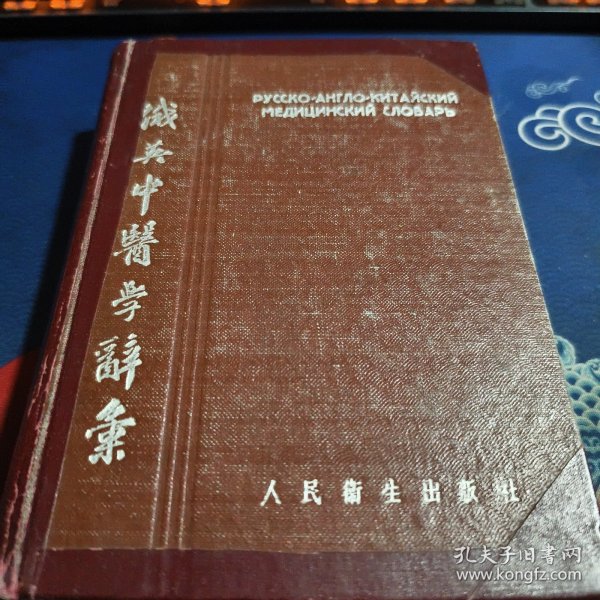 РУССКО-АНГЛО-КИТАЙСКИЙ
МЕДИЦИНСКИЙ СЛОВАРЬ
俄英中醫學辭彙
人民衛生出版社
孔夫子旧书网
www.kongfz.com